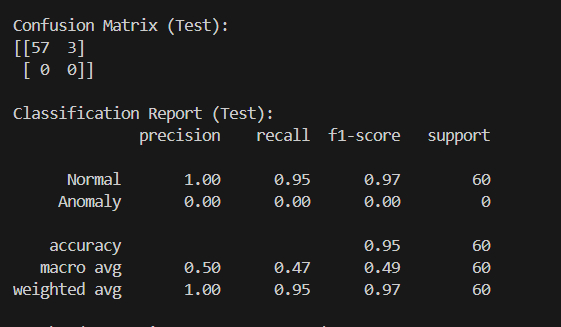 Confusion Matrix (Test):
[[57 3]
[ 0 0]]
Classification Report (Test):
precision recall f1-score support
Normal 1.00 0.95 0.97 60
Anomaly 0.00 0.00 0.00 0
accuracy 0.95 60
macro avg 0.50 0.47 0.49 60
weighted avg 1.00 0.95 0.97 60